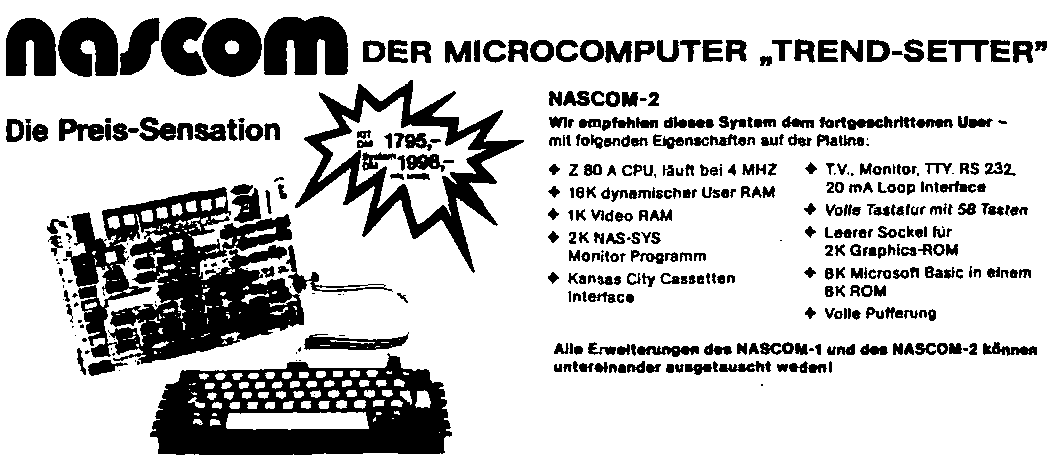 nascom DER MICROCOMPUTER „TREND-SETTER”
Die Preis-Sensation
KIT
DM 1795,-
System
DM 1998,-
NASCOM-2
Wir empfehlen dieses System dem fortgeschrittenen User –
mit folgenden Eigenschaften auf der Platine:
✦ Z 80 A CPU, läuft bei 4 MHZ
✦ 16K dynamischer User RAM
✦ 1K Video RAM
✦ 2K NAS-SYS
Monitor Programm
✦ Kansas City Cassetten
Interface
✦ T.V., Monitor, TTY, RS 232,
20 mA Loop Interface
✦ Volle Tastatur mit 58 Tasten
✦ Leerer Sockel für
2K Graphics-ROM
✦ 8K Microsoft Basic in einem
8K ROM
✦ Volle Pufferung
Alle Erweiterungen des NASCOM-1 und des NASCOM-2 können
untereinander ausgetauscht weden!